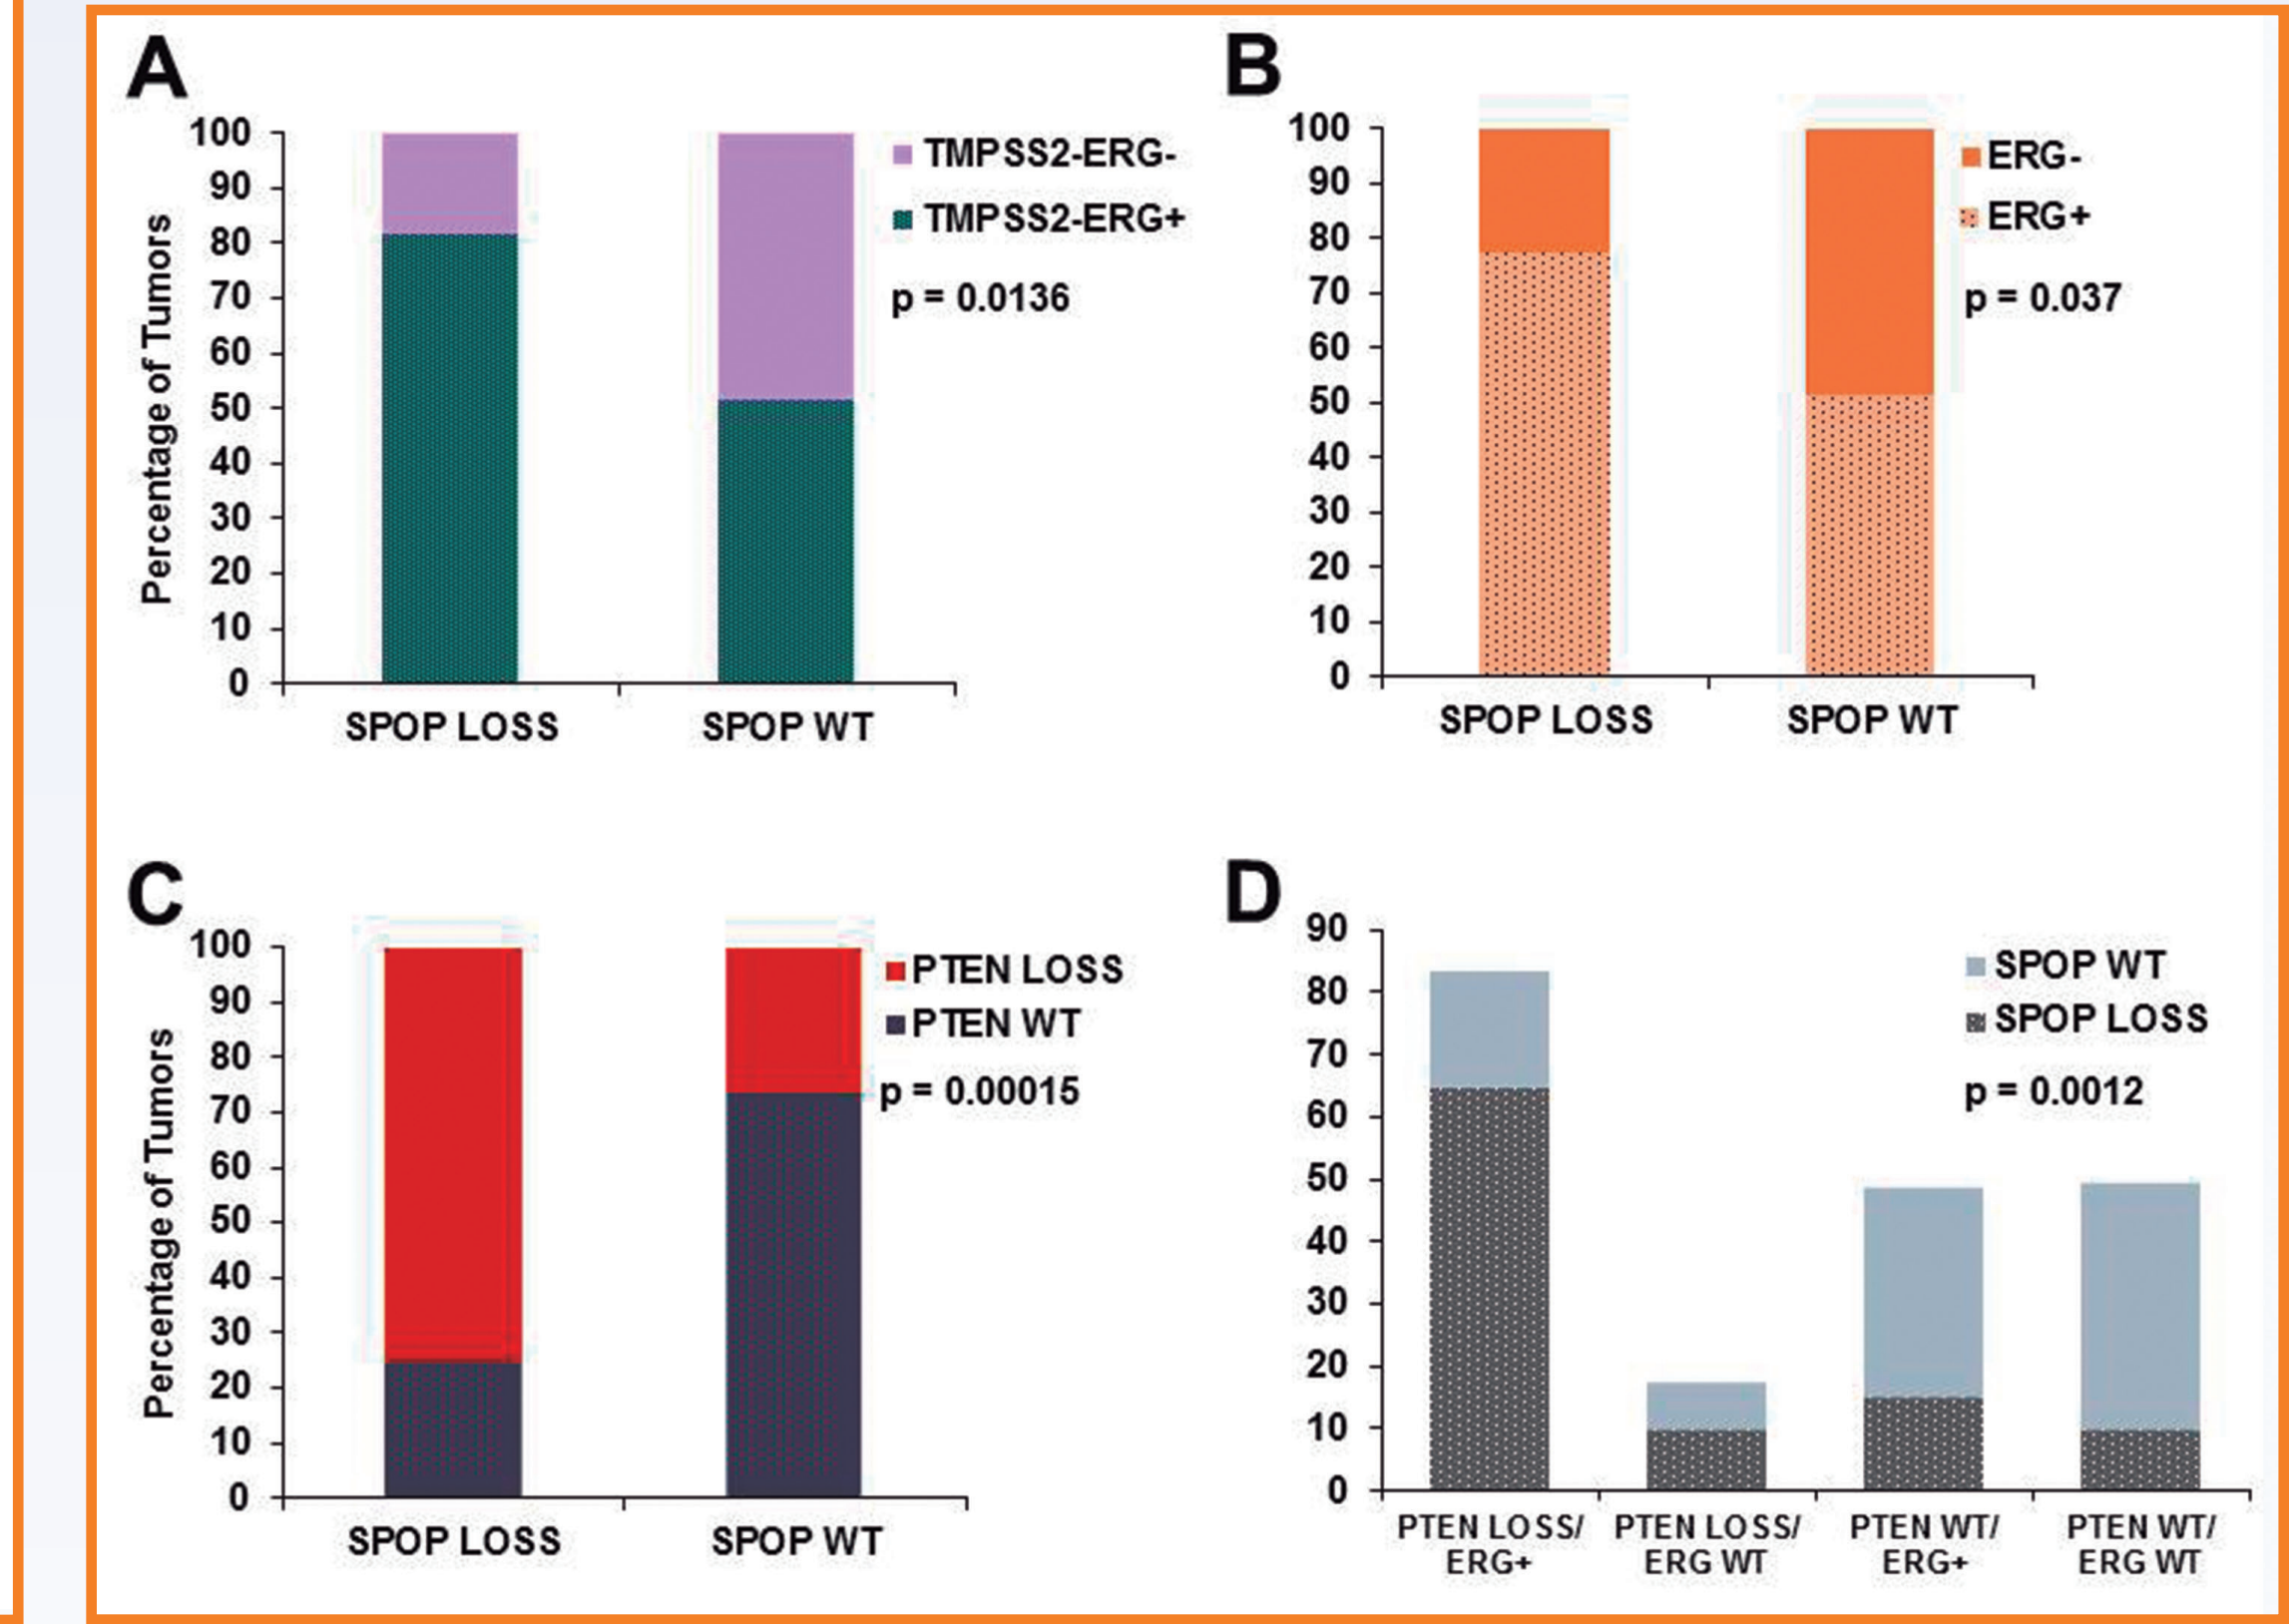 A
100
90
80
70
60
50
40
30
20
10
0
Percentage of Tumors
SPOP LOSS SPOP WT
TMPSS2-ERG-
TMPSS2-ERG+
p = 0.0136
B
100
90
80
70
60
50
40
30
20
10
0
SPOP LOSS SPOP WT
ERG-
ERG+
p = 0.037
C
100
90
80
70
60
50
40
30
20
10
0
Percentage of Tumors
SPOP LOSS SPOP WT
PTEN LOSS
PTEN WT
p = 0.00015
D
90
80
70
60
50
40
30
20
10
0
SPOP WT
SPOP LOSS
p = 0.0012
PTEN LOSS/ PTEN LOSS/ PTEN WT/ PTEN WT/
ERG+ ERG WT ERG+ ERG WT